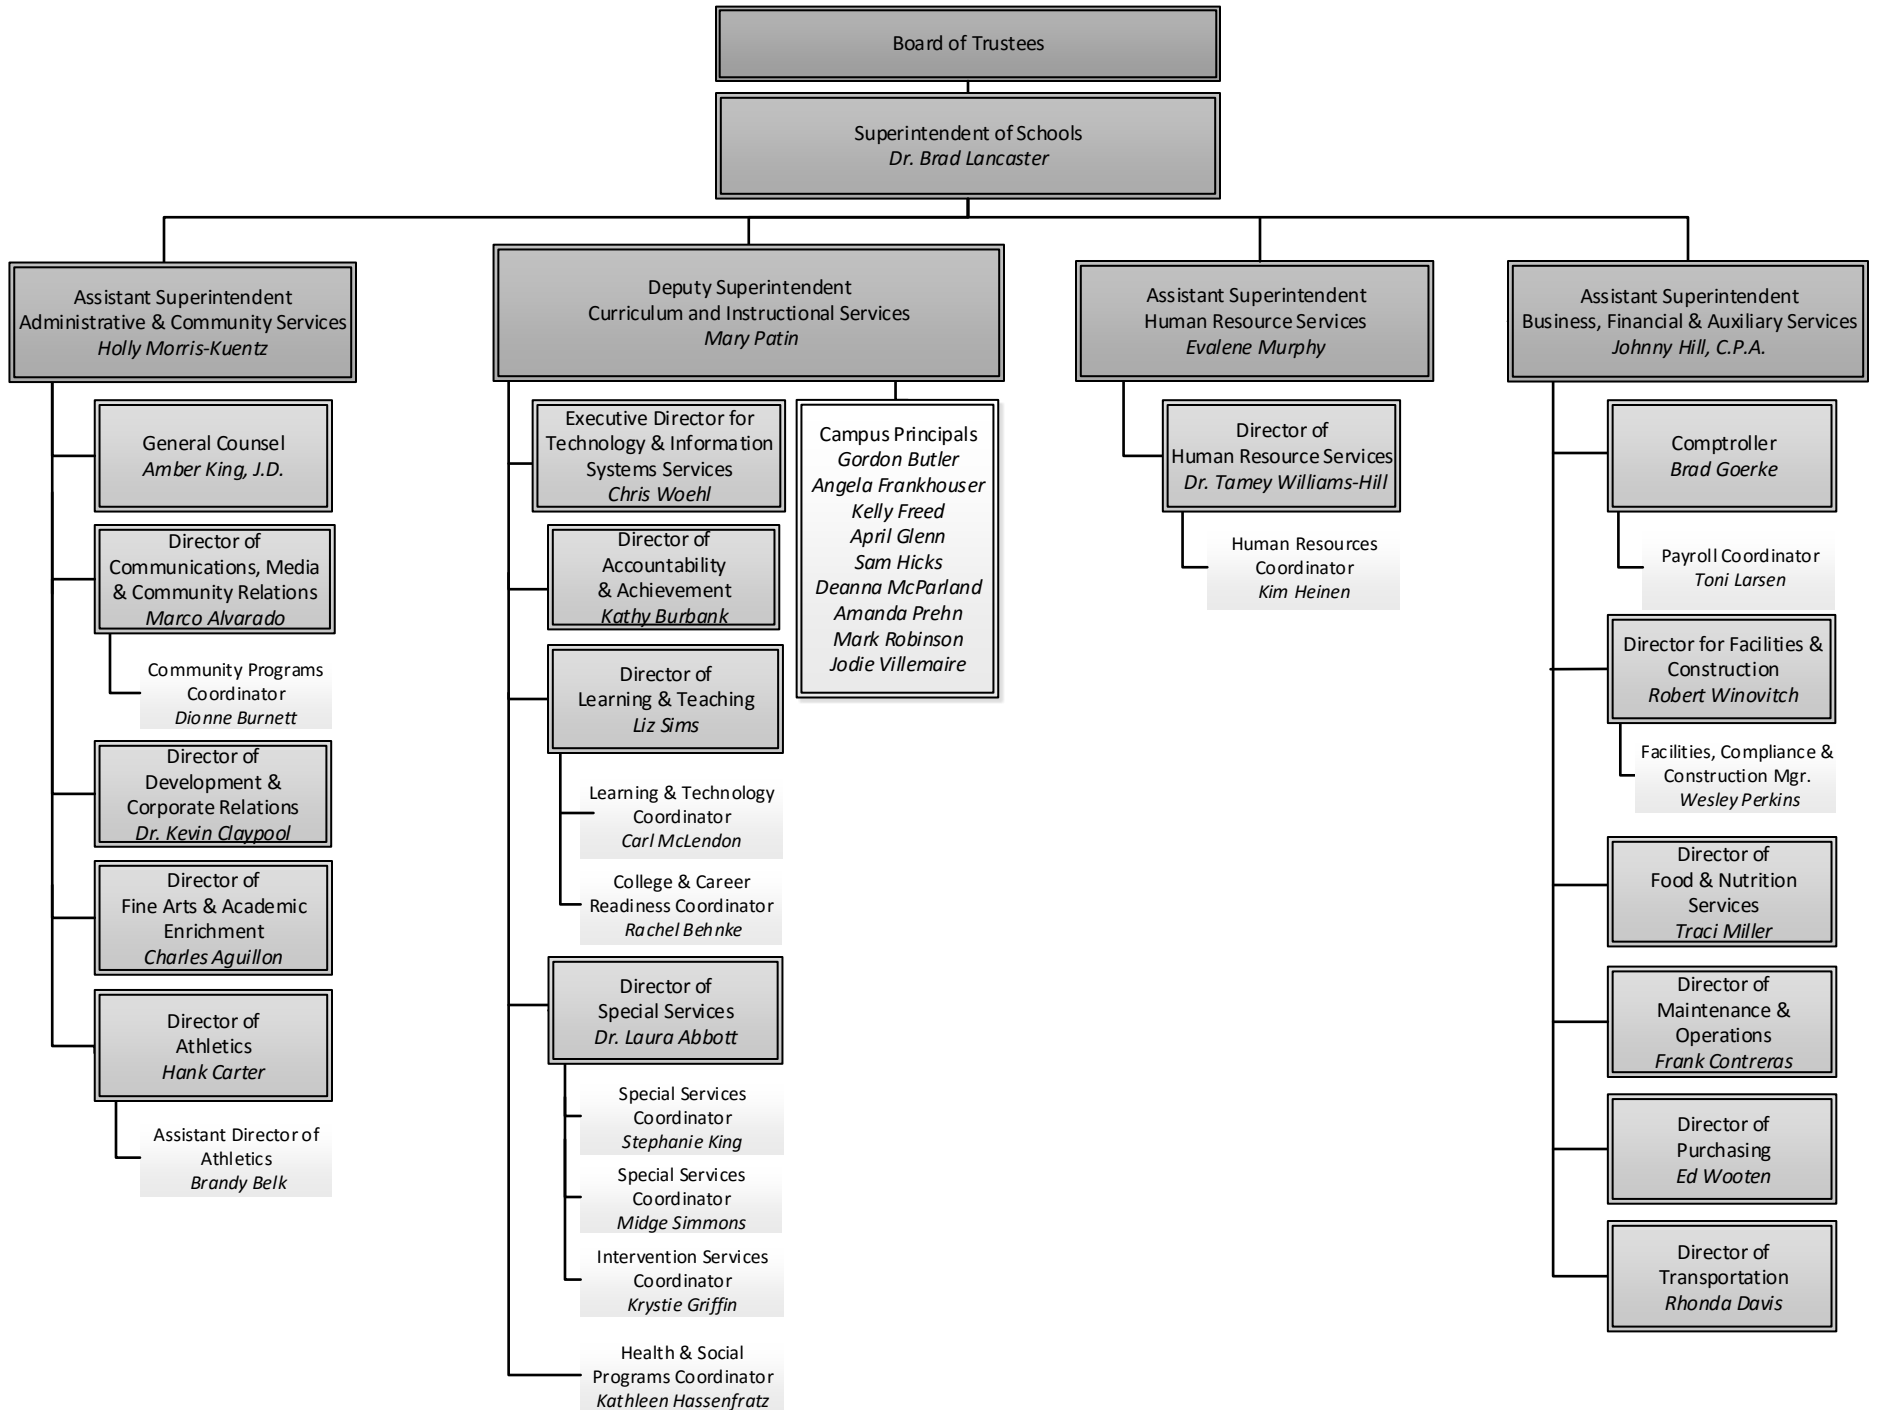 Board of Trustees
Superintendent of Schools
Dr. Brad Lancaster
Assistant Superintendent
Administrative & Community Services
Holly Morris-Kuentz
General Counsel
Amber King, J.D.
Director of
Communications, Media
& Community Relations
Marco Alvarado
Community Programs
Coordinator
Dionne Burnett
Director of
Development &
Corporate Relations
Dr. Kevin Claypool
Director of
Fine Arts & Academic
Enrichment
Charles Aguillon
Director of
Athletics
Hank Carter
Assistant Director of
Athletics
Brandy Belk
Deputy Superintendent
Curriculum and Instructional Services
Mary Patin
Executive Director for
Technology & Information
Systems Services
Chris Woehl
Director of
Accountability
& Achievement
Kathy Burbank
Director of
Learning & Teaching
Liz Sims
Learning & Technology
Coordinator
Carl McLendon
College & Career
Readiness Coordinator
Rachel Behnke
Director of
Special Services
Dr. Laura Abbott
Special Services
Coordinator
Stephanie King
Special Services
Coordinator
Midge Simmons
Intervention Services
Coordinator
Krystie Griffin
Health & Social
Programs Coordinator
Kathleen Hassenfratz
Campus Principals
Gordon Butler
Angela Frankhouser
Kelly Freed
April Glenn
Sam Hicks
Deanna McParland
Amanda Prehn
Mark Robinson
Jodie Villemaire
Assistant Superintendent
Human Resource Services
Evalene Murphy
Director of
Human Resource Services
Dr. Tamey Williams-Hill
Human Resources
Coordinator
Kim Heinen
Assistant Superintendent
Business, Financial & Auxiliary Services
Johnny Hill, C.P.A.
Comptroller
Brad Goerke
Payroll Coordinator
Toni Larsen
Director for Facilities &
Construction
Robert Winovitch
Facilities, Compliance &
Construction Mgr.
Wesley Perkins
Director of
Food & Nutrition
Services
Traci Miller
Director of
Maintenance &
Operations
Frank Contreras
Director of
Purchasing
Ed Wooten
Director of
Transportation
Rhonda Davis